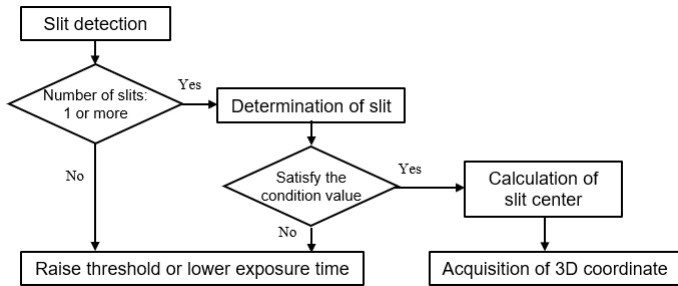 Slit detection
Number of slits:
1 or more
Yes
Determination of slit
No
Satisfy the
condition value
Yes
Calculation of
slit center
No
Raise threshold or lower exposure time
Acquisition of 3D coordinate